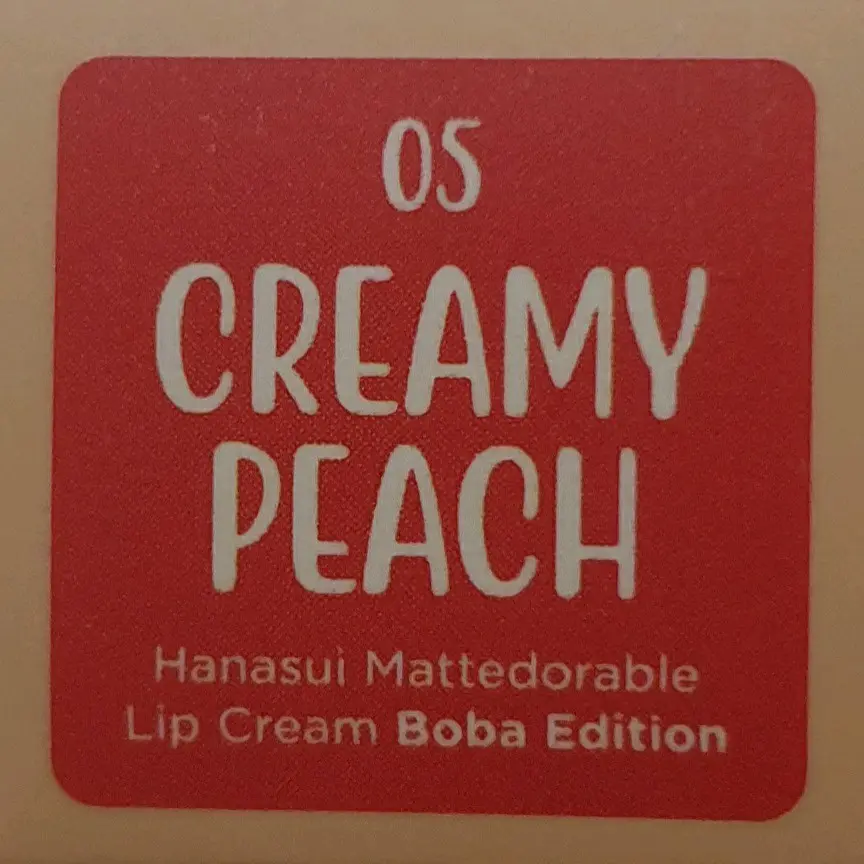 05
CREAMY
PEACH
Hanasui Mattedorable
Lip Cream Boba Edition